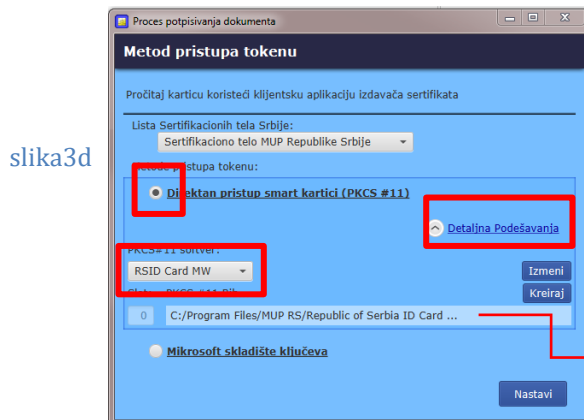 Proces potpisivanja dokumenta
Metod pristupa tokenu
Pročitaj karticu koristeći klijentsku aplikaciju izdavača sertifikata
Lista Sertifikacionih tela Srbije:
Sertifikaciono telo MUP Republike Srbije
slika3d
Metode pristupa tokenu:
Direktan pristup smart kartici (PKCS #11)
Detaljna Podešavanja
PKCS#11 softver:
RSID Card MW
Izmeni
PKCS #11
Kreiraj
0 C:/Program Files/MUP RS/Republic of Serbia ID Card ...
Mikrosoft skladište ključeva
Nastavi